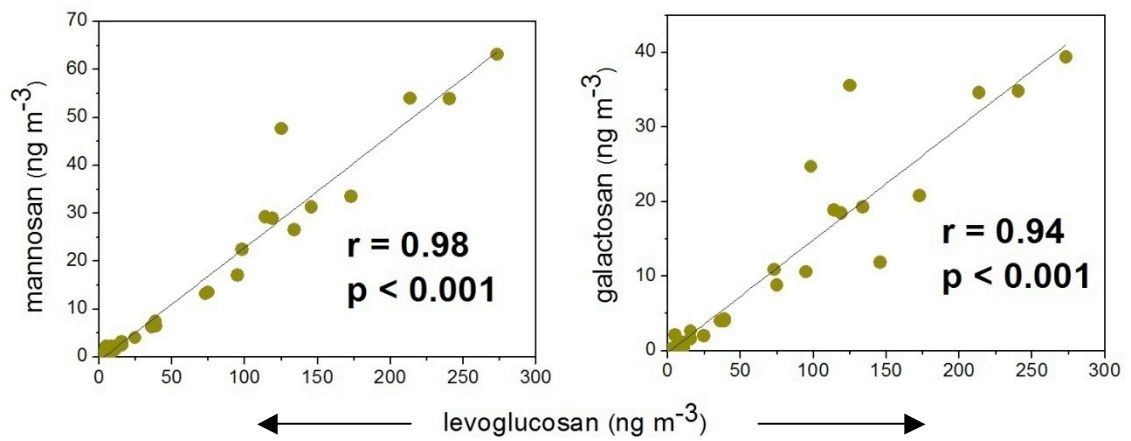 70
60
50
40
30
20
10
0
mannosan (ng m-3)
r = 0.98
p < 0.001
0 50 100 150 200 250 300
40
30
20
10
0
galactosan (ng m-3)
r = 0.94
p < 0.001
0 50 100 150 200 250 300
levoglucosan (ng m-3)